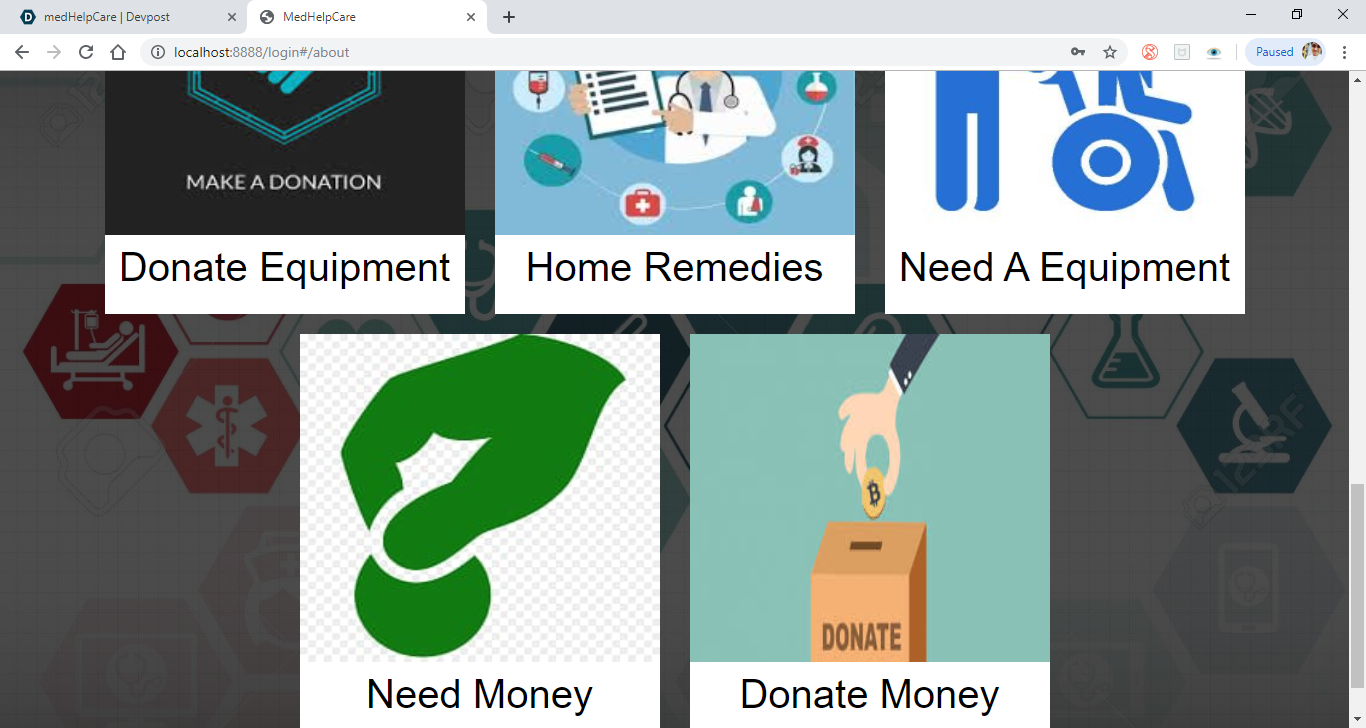 medHelpCare | Devpost
MedHelpCare
localhost:8888/login#/about
Paused
MAKE A DONATION
Donate Equipment
Home Remedies
Need A Equipment
DONATE
Need Money
Donate Money